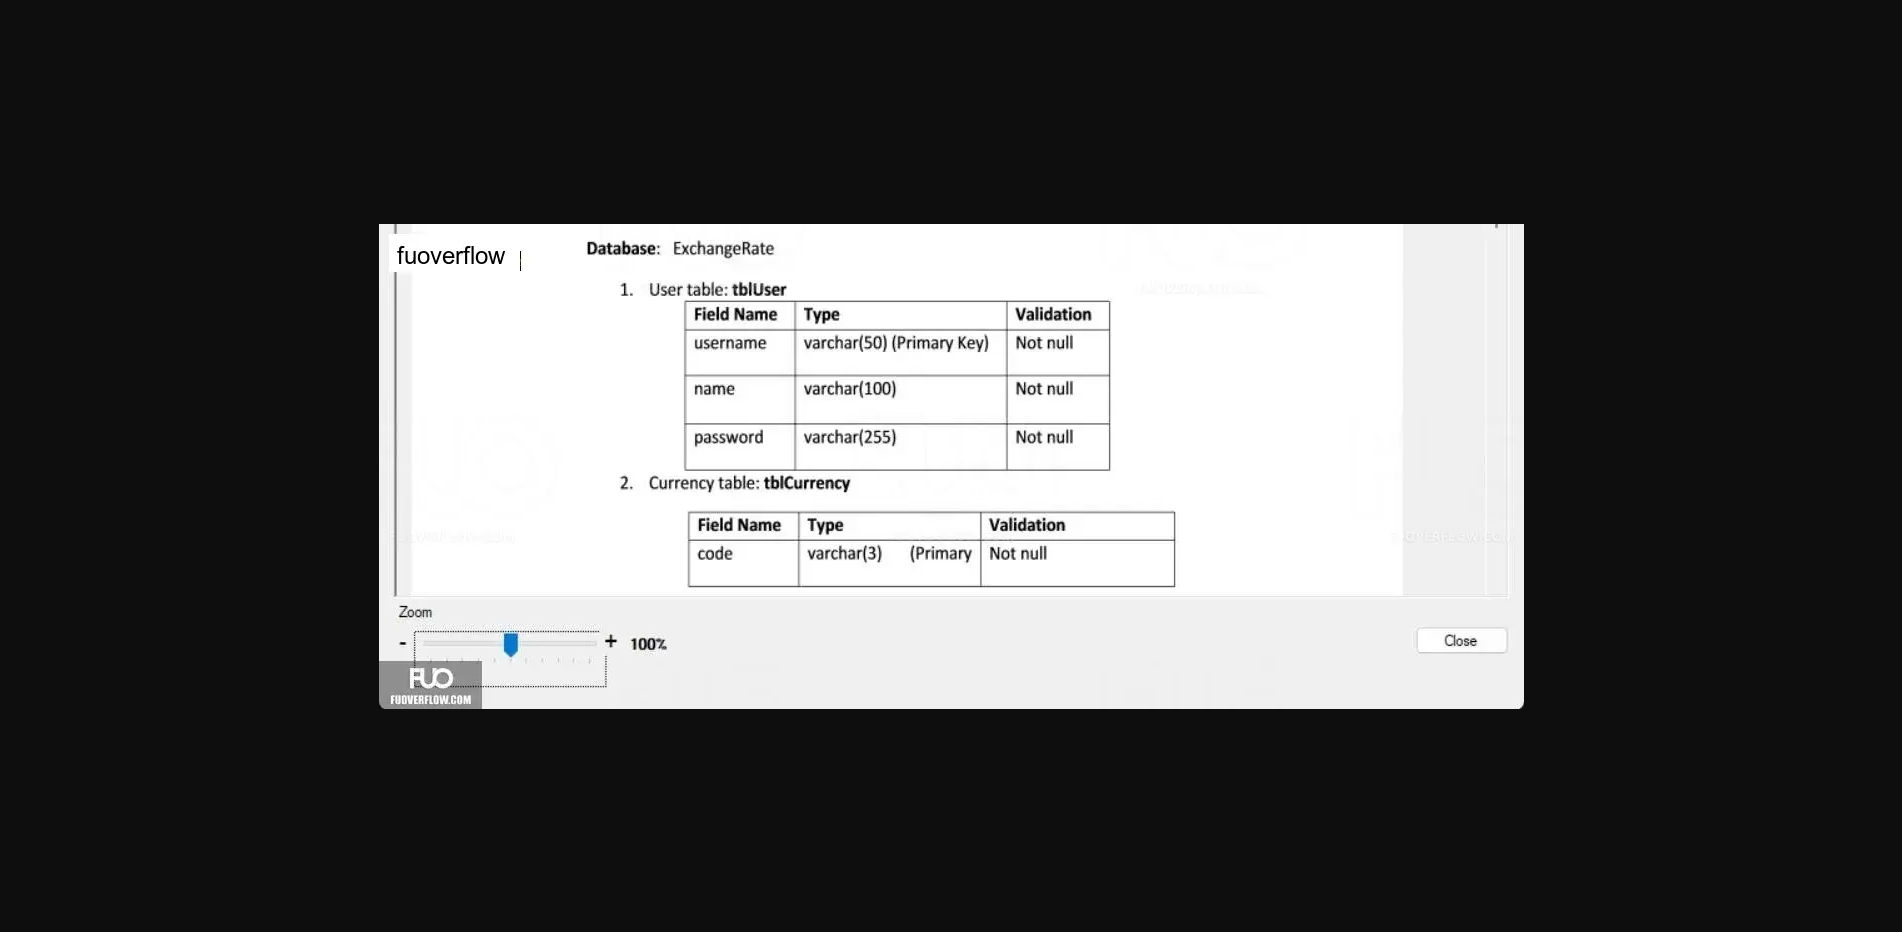 fuoverflow |
Database: ExchangeRate
1. User table: tblUser
Field Name Type Validation
username varchar(50) (Primary Key) Not null
name varchar(100) Not null
password varchar(255) Not null
2. Currency table: tblCurrency
Field Name Type Validation
code varchar(3) (Primary Not null
Zoom
- + 100%
Close
FUO
FUOVERFLOW.COM